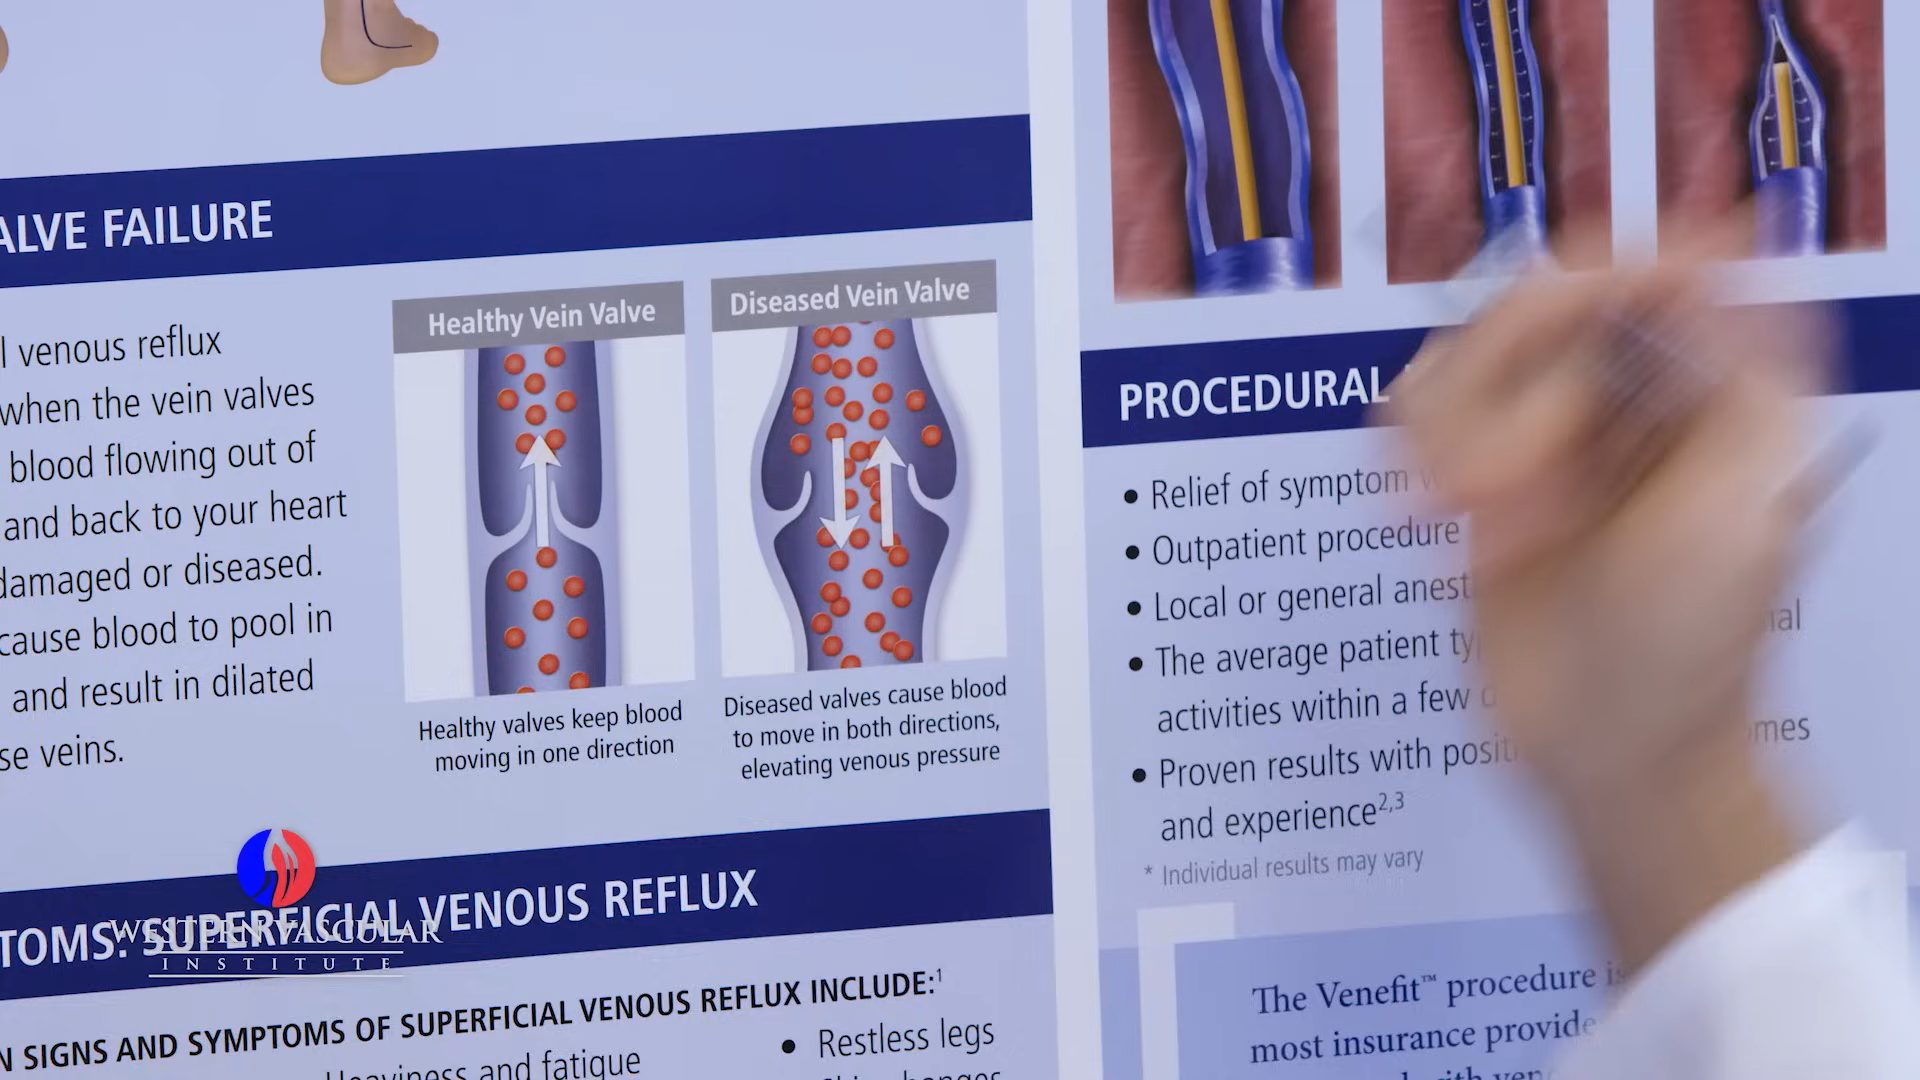 ALVE FAILURE
l venous reflux
when the vein valves
blood flowing out of
and back to your heart
damaged or diseased.
cause blood to pool in
and result in dilated
se veins.
Healthy Vein Valve
Healthy valves keep blood
moving in one direction
Diseased Vein Valve
Diseased valves cause blood
to move in both directions,
elevating venous pressure
TOMS: SUPERFICIAL VENOUS REFLUX
WESTERN VASCULAR
INSTITUTE
N SIGNS AND SYMPTOMS OF SUPERFICIAL VENOUS REFLUX INCLUDE:1
Heaviness and fatigue
• Restless legs
PROCEDURAL
• Relief of symptom
• Outpatient procedure
• Local or general anest
• The average patient ty
activities within a few
• Proven results with posit
and experience2,3
* Individual results may vary
The Venefit™ procedure is
most insurance provide